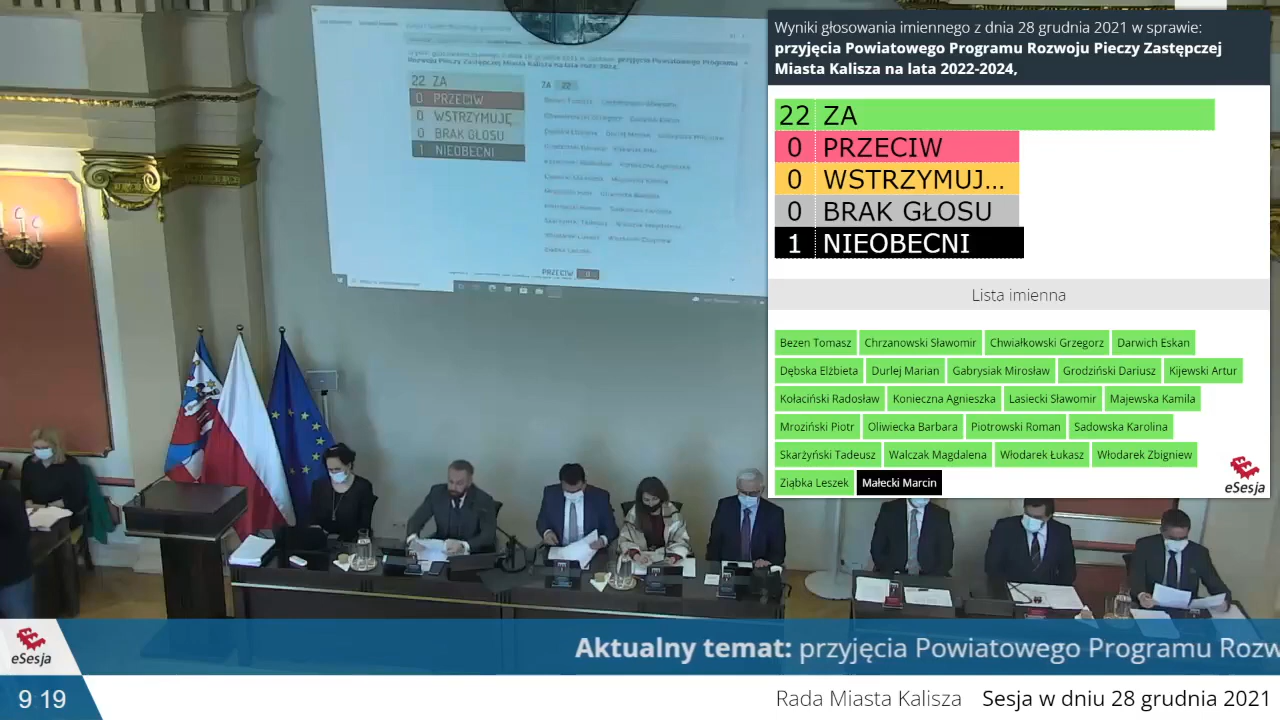 Wyniki głosowania imiennego z dnia 28 grudnia 2021 w sprawie:
przyjęcia Powiatowego Programu Rozwoju Pieczy Zastępczej
Miasta Kalisza na lata 2022-2024,
22 ZA
0 PRZECIW
0 WSTRZYMUJ...
0 BRAK GŁOSU
1 NIEOBECNI
Lista imienna
Bezen Tomasz Chrzanowski Sławomir Chwiałkowski Grzegorz Darwich Eskan
Dębska Elżbieta Durlej Marian Gabrysiak Mirosław Grodziński Dariusz Kijewski Artur
Kołaciński Radosław Konieczna Agnieszka Lasiecki Sławomir Majewska Kamila
Mroziński Piotr Oliwiecka Barbara Piotrowski Roman Sadowska Karolina
Skarżyński Tadeusz Walczak Magdalena Włodarek Łukasz Włodarek Zbigniew
Ziąbka Leszek Małecki Marcin
eSesja
22 ZA
0 PRZECIW
0 WSTRZYMUJĘ
0 BRAK GŁOSU
1 NIEOBECNI
ZA 22
PRZECIW 0
eSesja
Aktualny temat: przyjęcia Powiatowego Programu Rozw
9 19
Rada Miasta Kalisza Sesja w dniu 28 grudnia 2021